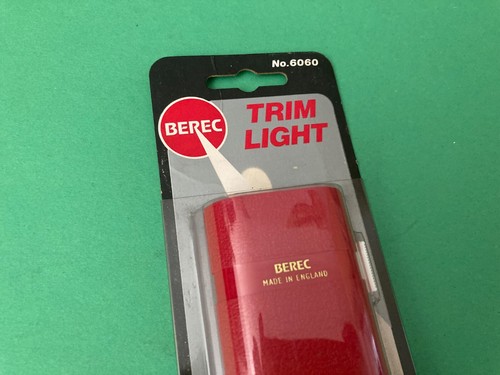 No.6060
BEREC
TRIM
LIGHT
BEREC
MADE IN ENGLAND